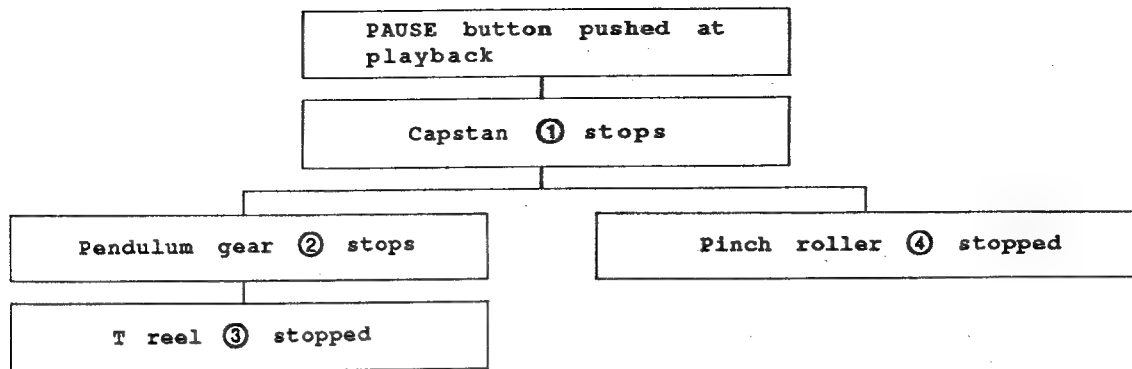 PAUSE button pushed at
playback
Capstan ① stops
Pendulum gear ② stops
Pinch roller ④ stopped
T reel ③ stopped